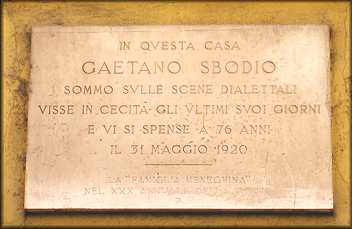 IN QVESTA CASA
GAETANO SBODIO
SOMMO SVLLE SCENE DIALETTALI
VISSE IN CECITÀ GLI VLTIMI SVOI GIORNI
E VI SI SPENSE A 76 ANNI
IL 31 MAGGIO 1920
LA "FAMIGLIA MENEGHINA"
NEL XXX